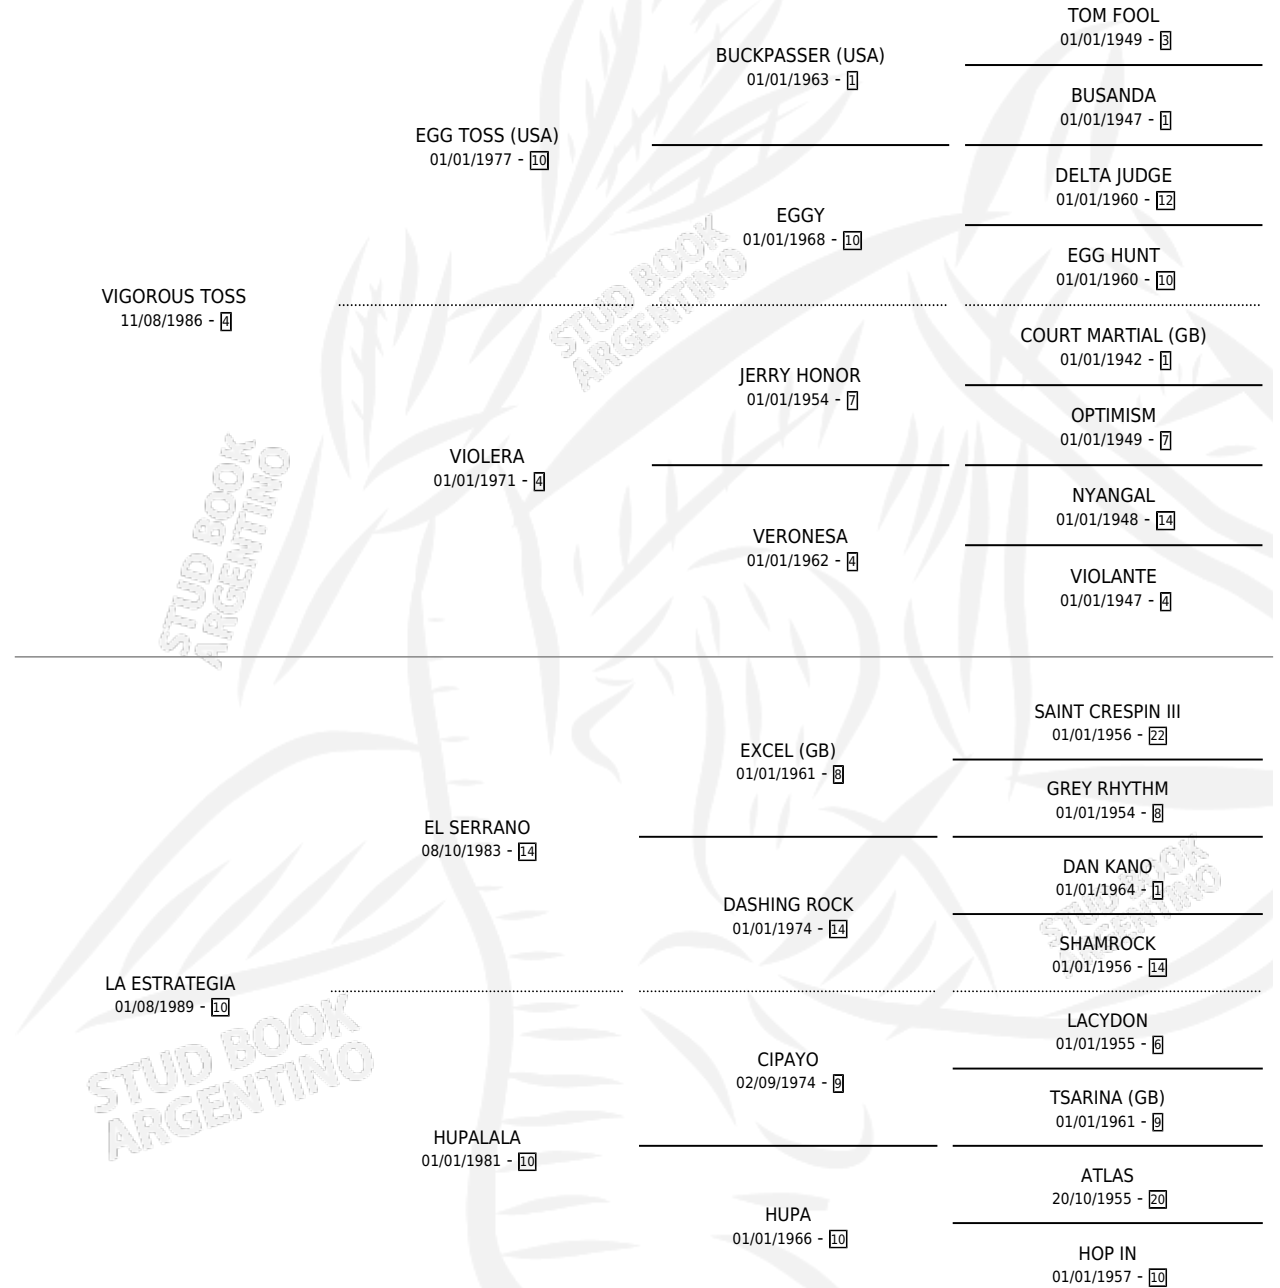 TOM FOOL
01/01/1949 - 3
BUCKPASSER (USA)
01/01/1963 - 1
BUSANDA
01/01/1947 - 1
EGG TOSS (USA)
01/01/1977 - 10
DELTA JUDGE
01/01/1960 - 12
EGGY
01/01/1968 - 10
EGG HUNT
01/01/1960 - 10
VIGOROUS TOSS
11/08/1986 - 4
STUD BOOK
ARGENTINO
COURT MARTIAL (GB)
01/01/1942 - 1
JERRY HONOR
01/01/1954 - 7
OPTIMISM
01/01/1949 - 7
VIOLERA
01/01/1971 - 4
NYANGAL
01/01/1948 - 14
VERONESA
01/01/1962 - 4
VIOLANTE
01/01/1947 - 4
STUD BOOK
ARGENTINO
SAINT CRESPIN III
01/01/1956 - 22
EXCEL (GB)
01/01/1961 - 8
GREY RHYTHM
01/01/1954 - 8
EL SERRANO
08/10/1983 - 14
DAN KANO
01/01/1964 - 1
DASHING ROCK
01/01/1974 - 14
SHAMROCK
01/01/1956 - 14
STUD BOOK
ARGENTINO
LA ESTRATEGIA
01/08/1989 - 10
LACYDON
01/01/1955 - 6
CIPAYO
02/09/1974 - 9
TSARINA (GB)
01/01/1961 - 9
STUD BOOK
ARGENTINO
HUPALALA
01/01/1981 - 10
ATLAS
20/10/1955 - 20
HUPA
01/01/1966 - 10
HOP IN
01/01/1957 - 10